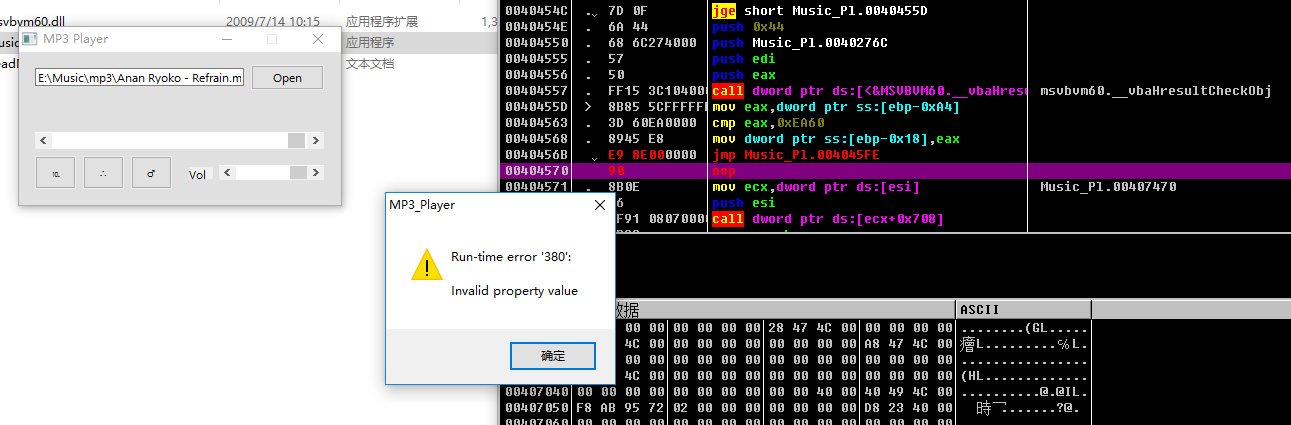 svbvm60.dll 2009/7/14 10:15 应用程序扩展 1,3
应用程序
文本文档
MP3 Player
E:\Music\mp3\Anan Ryoko - Refrain.m Open
Vol
MP3_Player
Run-time error '380':
Invalid property value
确定
0040454C . 7D 0F jge short Music_Pl.0040455D
0040454E . 6A 44 push 0x44
00404550 . 68 6C274000 push Music_Pl.0040276C
00404555 . 57 push edi
00404556 . 50 push eax
00404557 . FF15 3C104000 call dword ptr ds:[<&MSVBVM60.__vbaHresu msvbvm60.__vbaHresultCheckObj
0040455D > 8B85 5CFFFFFF mov eax,dword ptr ss:[ebp-0xA4]
00404563 . 3D 60EA0000 cmp eax,0xEA60
00404568 . 8945 E8 mov dword ptr ss:[ebp-0x18],eax
0040456B E9 8E000000 jmp Music_Pl.004045FE
00404570 90 nop
00404571 . 8B0E mov ecx,dword ptr ds:[esi] Music_Pl.00407470
6 push esi
F91 08070000 call dword ptr ds:[ecx+0x708]
数据 ASCII
00 00 00 00 00 00 28 47 4C 00 00 00 00 00 ........(GL.....
4C 00 00 00 00 00 00 00 00 00 A8 47 4C 00
00 00 00 00 00 00 00 00 00 00 00 00 00 00 ................
4C 00 00 00 00 00 00 00 00 00 00 00 00 00 (HL.............
00407040 00 00 00 00 00 00 00 00 00 00 40 00 40 49 4C 00 ..........@.@IL.
00407050 F8 AB 95 72 02 00 00 00 00 00 00 00 D8 23 40 00